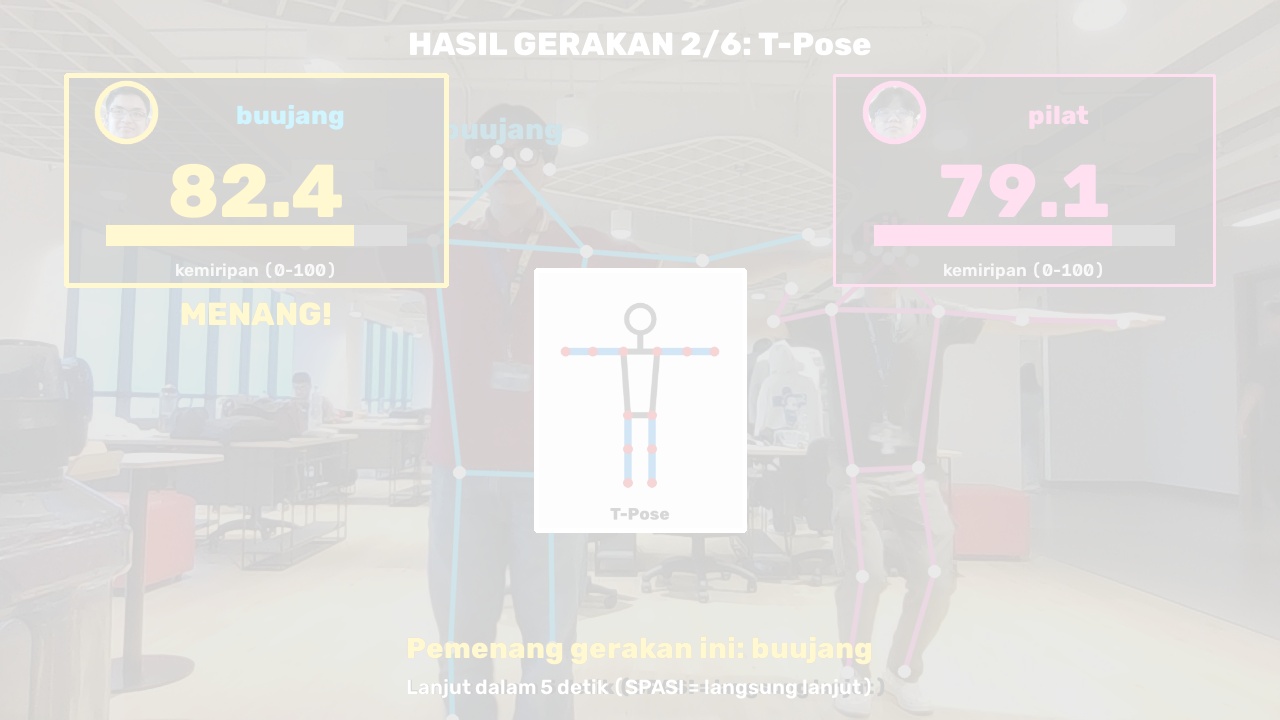 HASIL GERAKAN 2/6: T-Pose
buujang
82.4
kemiripan (0-100)
MENANG!
buujang
pilat
79.1
kemiripan (0-100)
T-Pose
Pemenang gerakan ini: buujang
Lanjut dalam 5 detik (SPASI = langsung lanjut)